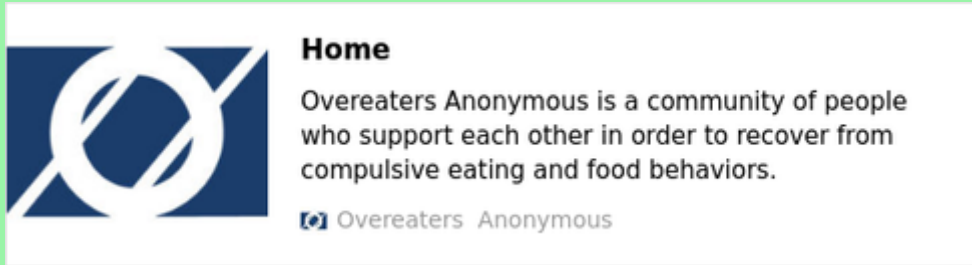 Home
Overeaters Anonymous is a community of people
who support each other in order to recover from
compulsive eating and food behaviors.
Overeaters Anonymous